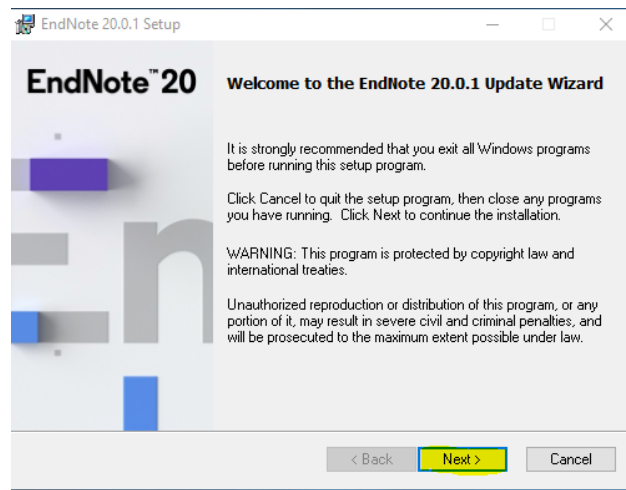 EndNote 20.0.1 Setup
EndNote™20
Welcome to the EndNote 20.0.1 Update Wizard
It is strongly recommended that you exit all Windows programs
before running this setup program.
Click Cancel to quit the setup program, then close any programs
you have running.  Click Next to continue the installation.
WARNING: This program is protected by copyright law and
international treaties.
Unauthorized reproduction or distribution of this program, or any
portion of it, may result in severe civil and criminal penalties, and
will be prosecuted to the maximum extent possible under law.
En
< Back
Next >
Cancel